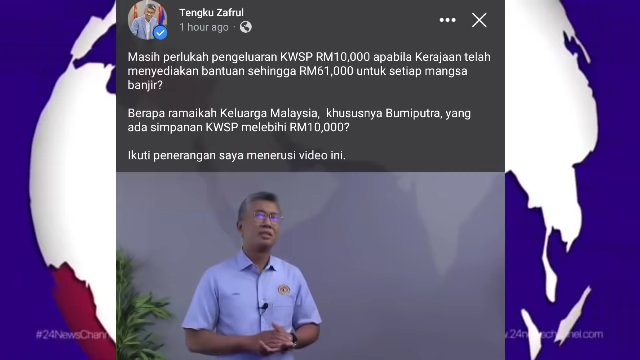 Tengku Zafrul
1 hour ago
Masih perlukah pengeluaran KWSP RM10,000 apabila Kerajaan telah
menyediakan bantuan sehingga RM61,000 untuk setiap mangsa
banjir?
Berapa ramaikah Keluarga Malaysia, khususnya Bumiputra, yang
ada simpanan KWSP melebihi RM10,000?
Ikuti penerangan saya menerusi video ini.
#24NewsChann
www.24newschannel.com